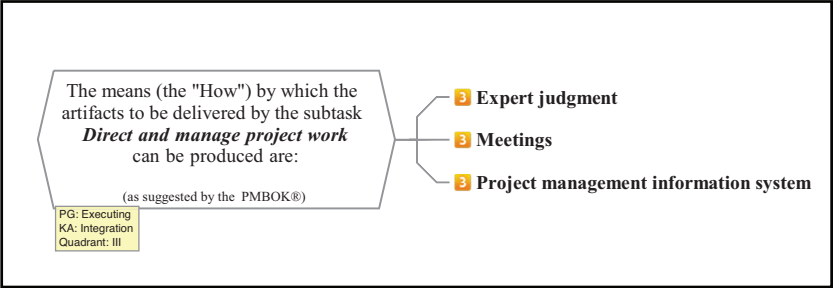 The means (the "How") by which the
artifacts to be delivered by the subtask
Direct and manage project work
can be produced are:
(as suggested by the PMBOK®)
PG: Executing
KA: Integration
Quadrant: III
3 Expert judgment
3 Meetings
3 Project management information system